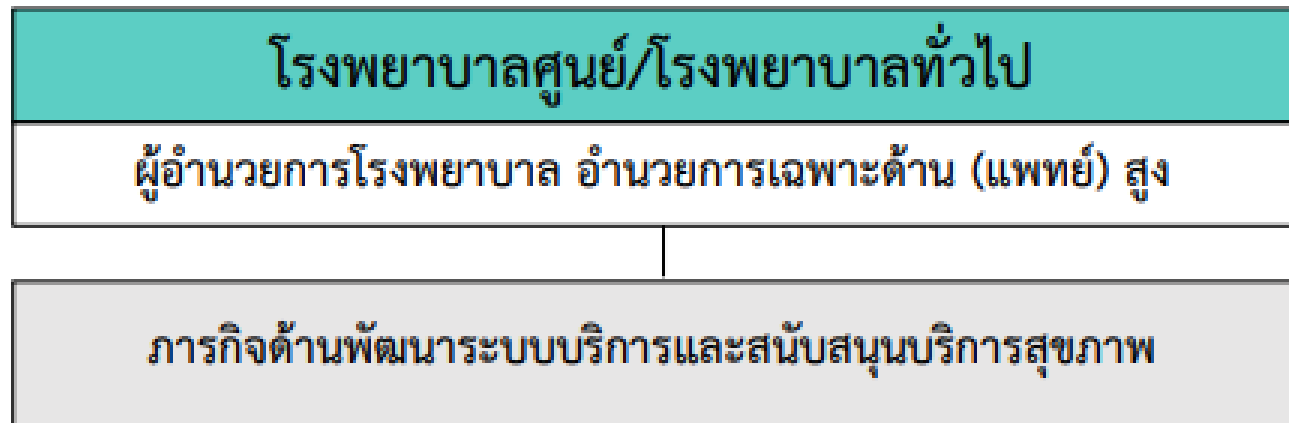 โรงพยาบาลศูนย์/โรงพยาบาลทั่วไป
ผู้อำนวยการโรงพยาบาล อำนวยการเฉพาะด้าน (แพทย์) สูง
ภารกิจด้านพัฒนาระบบบริการและสนับสนุนบริการสุขภาพ